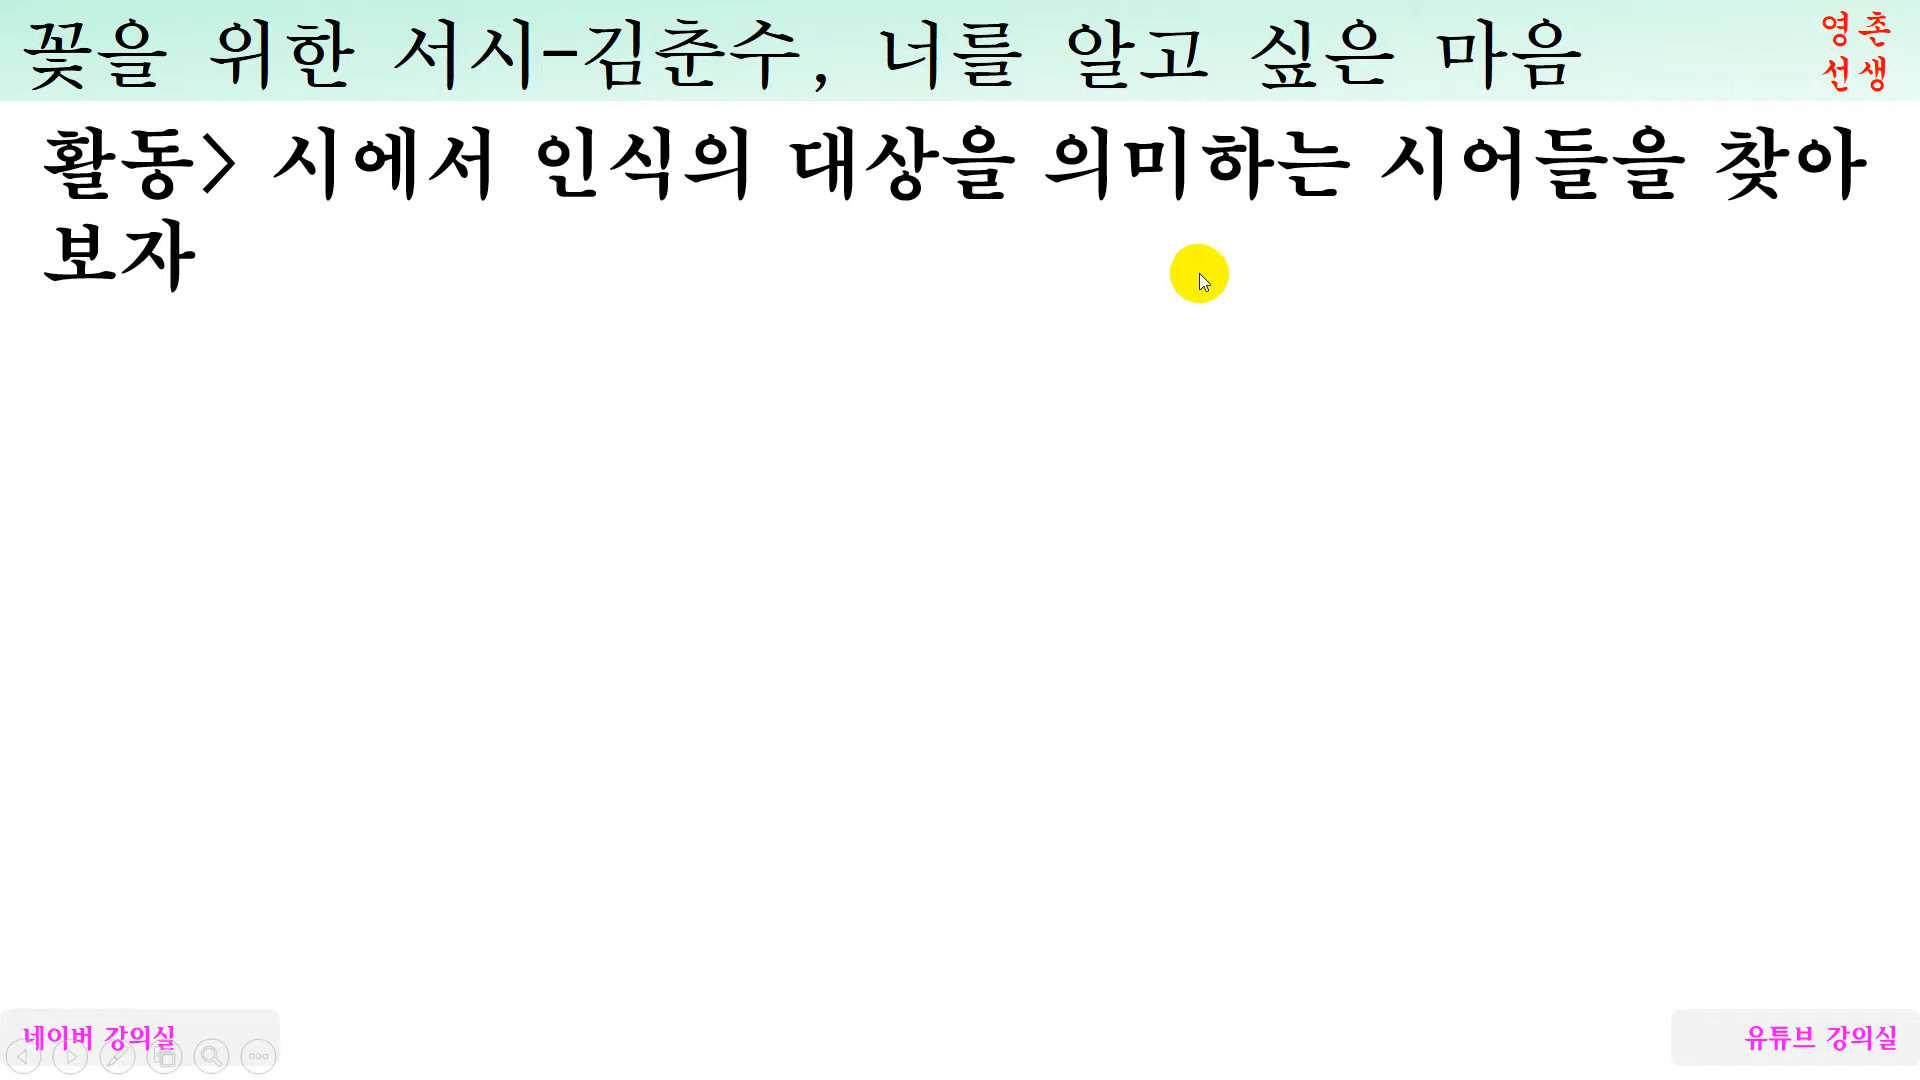 꽃을 위한 서시-김춘수, 너를 알고 싶은 마음
영촌
선생
활동> 시에서 인식의 대상을 의미하는 시어들을 찾아
보자
네이버 강의실
유튜브 강의실